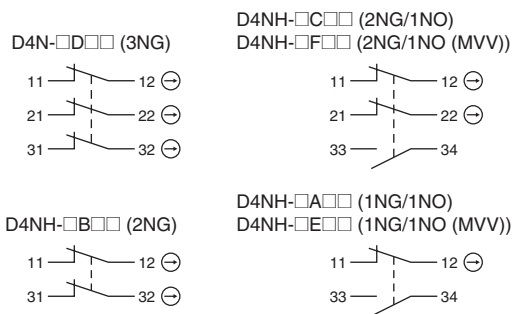 D4N-□D□□ (3NG)
11 12
21 22
31 32
D4NH-□C□□ (2NG/1NO)
D4NH-□F□□ (2NG/1NO (MVV))
11 12
21 22
33 34
D4NH-□B□□ (2NG)
11 12
31 32
D4NH-□A□□ (1NG/1NO)
D4NH-□E□□ (1NG/1NO (MVV))
11 12
33 34